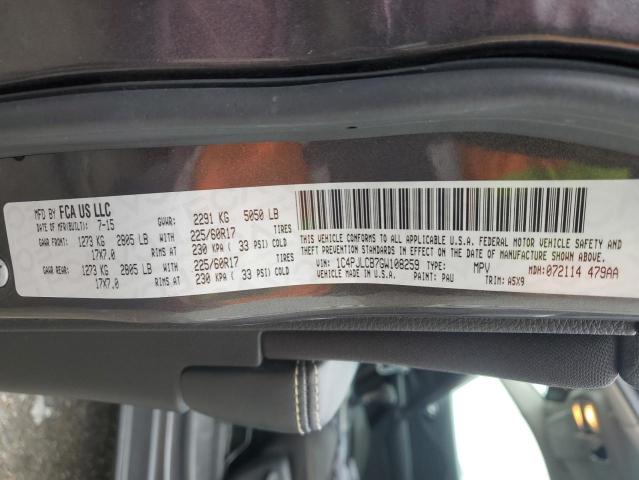 MFD BY: FCA US LLC
DATE OF MFR(BUILT): 7-15 GVWR: 2291 KG 5050 LB
GAWR FRONT: 1273 KG 2805 LB WITH 225/60R17 TIRES
17X7.0 RIMS AT 230 KPA ( 33 PSI) COLD
GAWR REAR: 1273 KG 2805 LB WITH 225/60R17 TIRES
17X7.0 RIMS AT 230 KPA ( 33 PSI) COLD
THIS VEHICLE CONFORMS TO ALL APPLICABLE U.S.A. FEDERAL MOTOR VEHICLE SAFETY, BUMPER, AND
THEFT PREVENTION STANDARDS IN EFFECT ON THE DATE OF MANUFACTURE SHOWN ABOVE.
VIN: 1C4PJLCB7GW108259 TYPE: MPV MDH: 072114 479AA
PAINT: PAU TRIM: A5X9